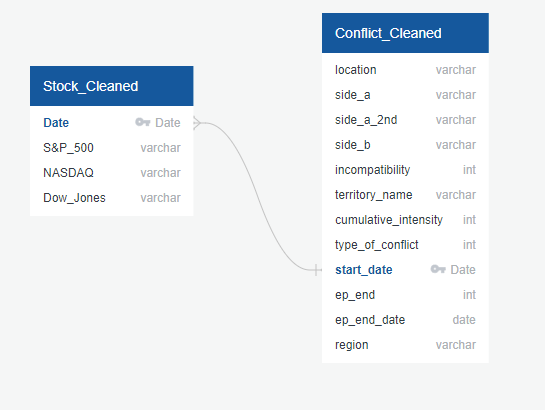 Stock_Cleaned
Date Date
S&P_500 varchar
NASDAQ varchar
Dow_Jones varchar
Conflict_Cleaned
location varchar
side_a varchar
side_a_2nd varchar
side_b varchar
incompatibility int
territory_name varchar
cumulative_intensity int
type_of_conflict int
start_date Date
ep_end int
ep_end_date date
region varchar